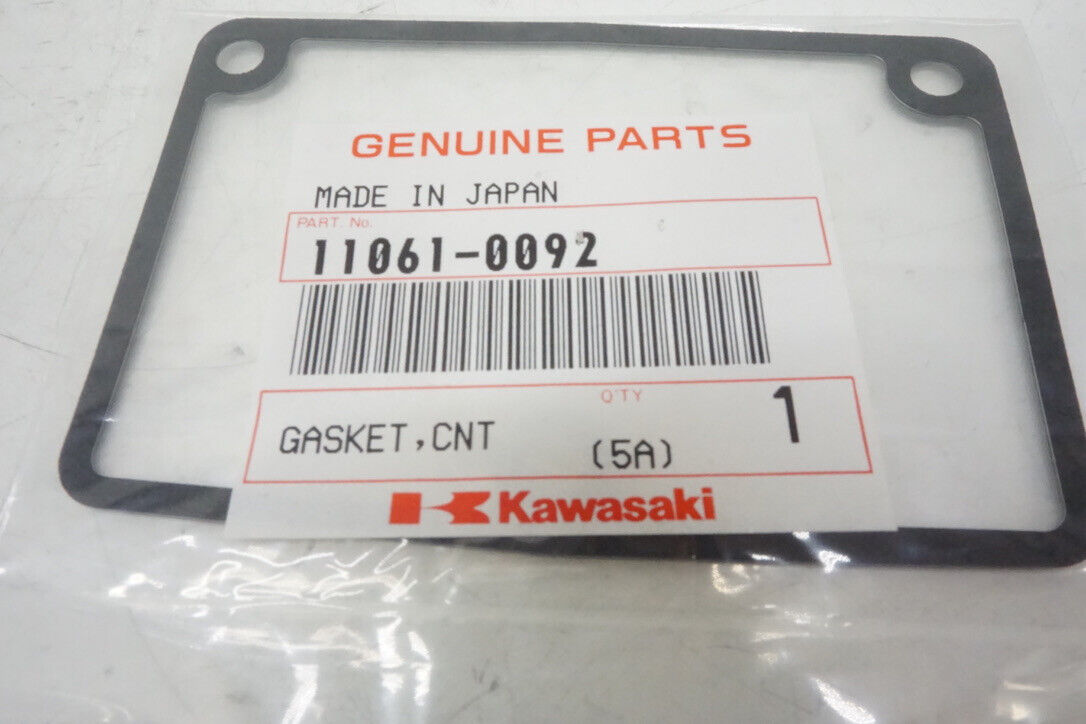 GENUINE PARTS
MADE IN JAPAN
PART. No.
11061-0092
Q'TY
GASKET,CNT
(5A)
1
Kawasaki